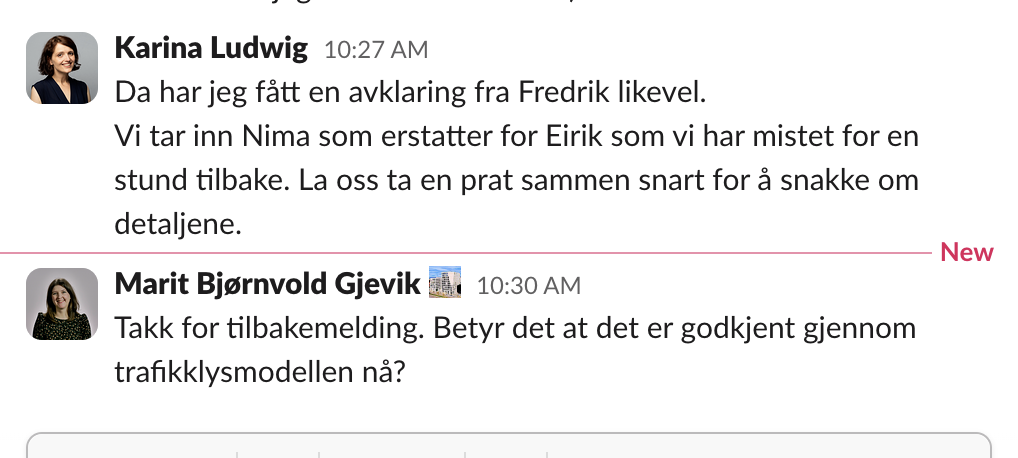 Karina Ludwig 10:27 AM
Da har jeg fått en avklaring fra Fredrik likevel.
Vi tar inn Nima som erstatter for Eirik som vi har mistet for en
stund tilbake. La oss ta en prat sammen snart for å snakke om
detaljene.
New
Marit Bjørnvold Gjevik 10:30 AM
Takk for tilbakemelding. Betyr det at det er godkjent gjennom
trafikklysmodellen nå?